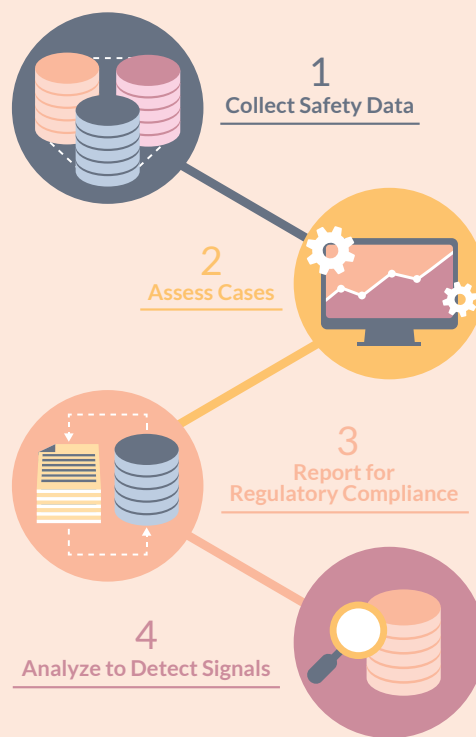 1
Collect Safety Data
2
Assess Cases
3
Report for
Regulatory Compliance
4
Analyze to Detect Signals